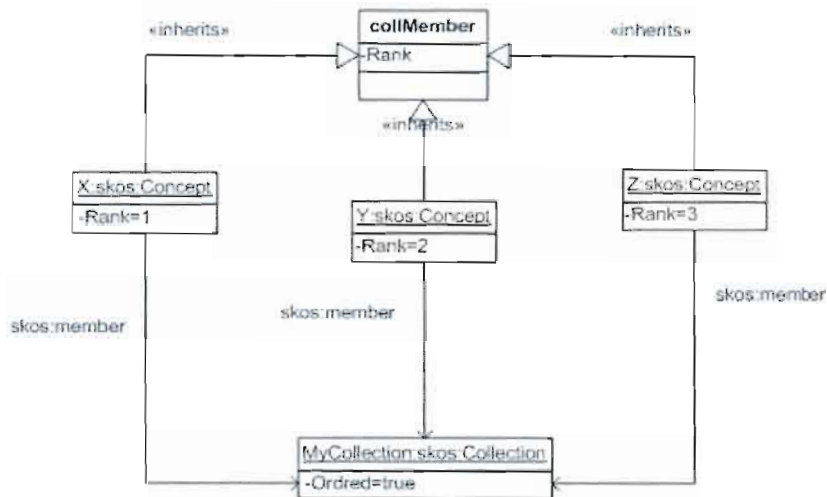 collMember
-Rank
«inherits»
«inherits»
«inherits»
X:skos:Concept
-Rank=1
Y:skos:Concept
-Rank=2
Z:skos:Concept
-Rank=3
skos:member
skos:member
skos:member
MyCollection:skos:Collection
-Ordred=true